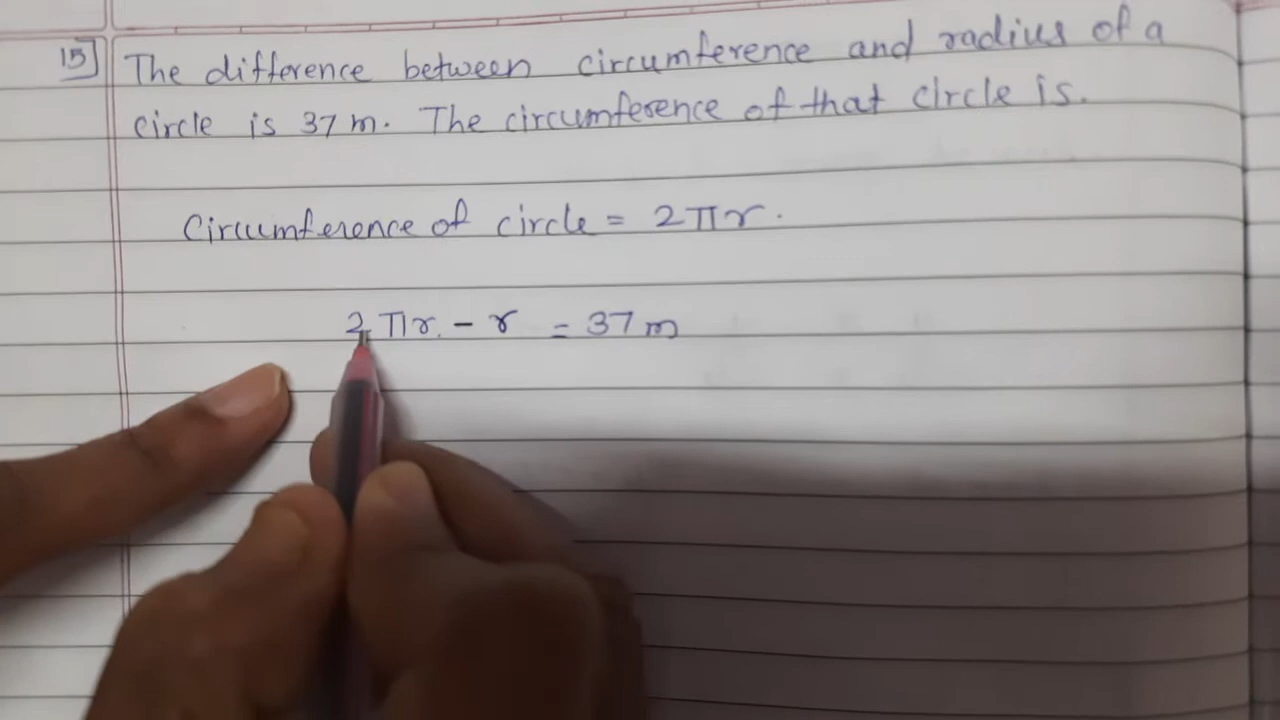 15] The difference between circumference and radius of a
circle is 37 m. The circumference of that circle is.
Circumference of circle = 2πr.
2πr. - r = 37 m